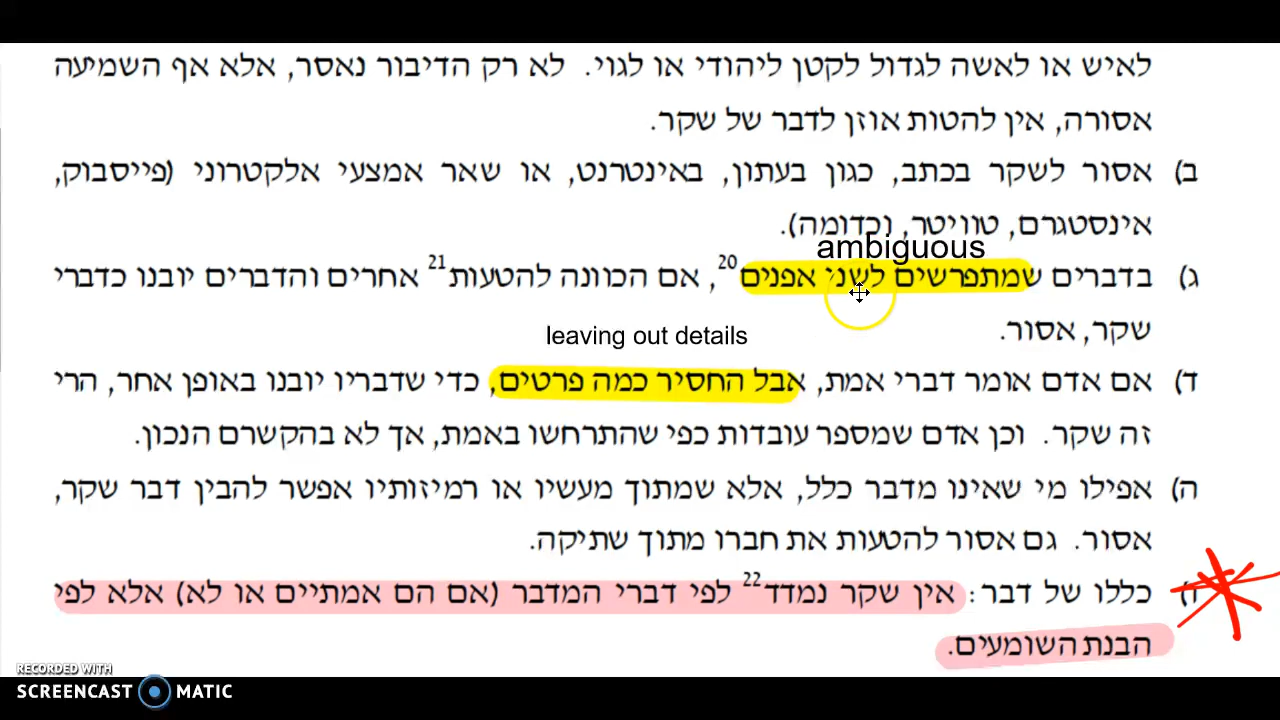 לאיש או לאשה לגדול לקטן ליהודי או לגוי. לא רק הדיבור נאסר, אלא אף השמיעה
אסורה, אין להטות אוזן לדבר של שקר.
ב) אסור לשקר בכתב, כגון בעתון, באינטרנט, או שאר אמצעי אלקטרוני (פייסבוק,
אינסטגרם, טוויטר, וכדומה).
ambiguous
ג) בדברים שמתפרשים לשני אפנים20, אם הכוונה להטעות21 אחרים והדברים יובנו כדברי
שקר, אסור.
leaving out details
ד) אם אדם אומר דברי אמת, אבל החסיר כמה פרטים, כדי שדבריו יובנו באופן אחר, הרי
זה שקר. וכן אדם שמספר עובדות כפי שהתרחשו באמת, אך לא בהקשרם הנכון.
ה) אפילו מי שאינו מדבר כלל, אלא שמתוך מעשיו או רמיזותיו אפשר להבין דבר שקר,
אסור. גם אסור להטעות את חברו מתוך שתיקה.
ו) כללו של דבר: אין שקר נמדד22 לפי דברי המדבר (אם הם אמתיים או לא) אלא לפי
הבנת השומעים.
RECORDED WITH
SCREENCAST MATIC